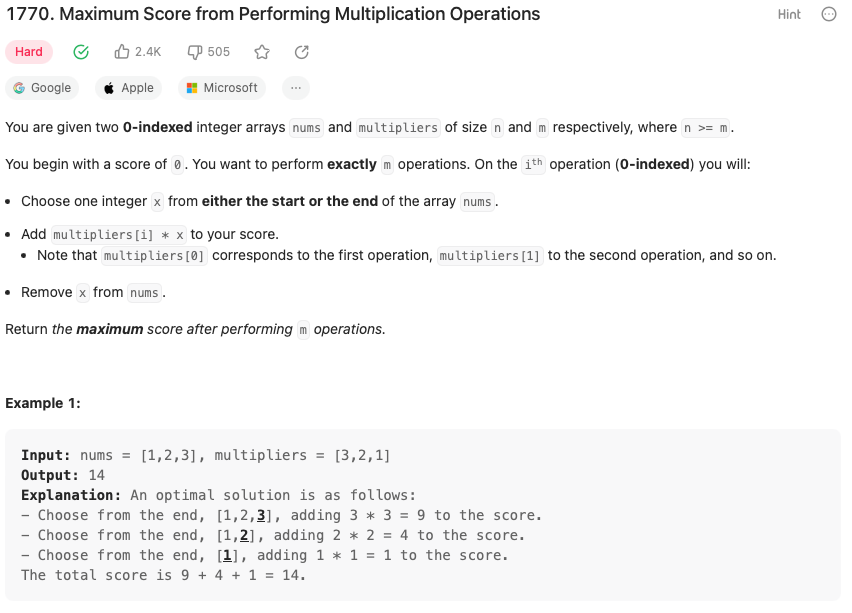 1770. Maximum Score from Performing Multiplication Operations
Hint
Hard 2.4K 505
Google Apple Microsoft ...
You are given two 0-indexed integer arrays nums and multipliers of size n and m respectively, where n >= m.
You begin with a score of 0. You want to perform exactly m operations. On the ith operation (0-indexed) you will:
• Choose one integer x from either the start or the end of the array nums.
• Add multipliers[i] * x to your score.
• Note that multipliers[0] corresponds to the first operation, multipliers[1] to the second operation, and so on.
• Remove x from nums.
Return the maximum score after performing m operations.
Example 1:
Input: nums = [1,2,3], multipliers = [3,2,1]
Output: 14
Explanation: An optimal solution is as follows:
- Choose from the end, [1,2,3], adding 3 * 3 = 9 to the score.
- Choose from the end, [1,2], adding 2 * 2 = 4 to the score.
- Choose from the end, [1], adding 1 * 1 = 1 to the score.
The total score is 9 + 4 + 1 = 14.